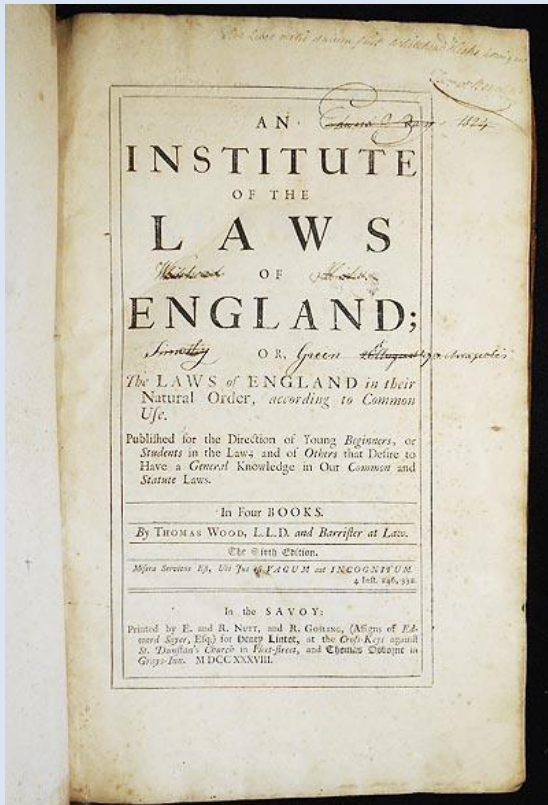 AN
1824
INSTITUTE
OF THE
LAWS
OF
ENGLAND;
Timothy OR, Green
The LAWS of ENGLAND in their
Natural Order, according to Common
Uſe.
Publiſhed for the Direction of Young Beginners, or
Students in the Law; and of Others that Deſire to
Have a General Knowledge in Our Common and
Statute Laws.
In Four BOOKS.
By THOMAS WOOD, L.L.D. and Barriſter at Law.
The Sixth Edition.
Miſera Servitus Eſt, Ubi Jus eſt VAGUM aut INCOGNITUM.
4 Inſt. 246, 332.
In the SAVOY:
Printed by E. and R. NUTT, and R. GOSLING, (Aſſigns of Ed-
ward Sayer, Eſq;) for Henry Lintot, at the Croſs-Keys againſt
St. Dunſtan's Church in Fleet-ſtreet, and Thomas Osborne in
Grays-Inn. M DCC XXXVIII.